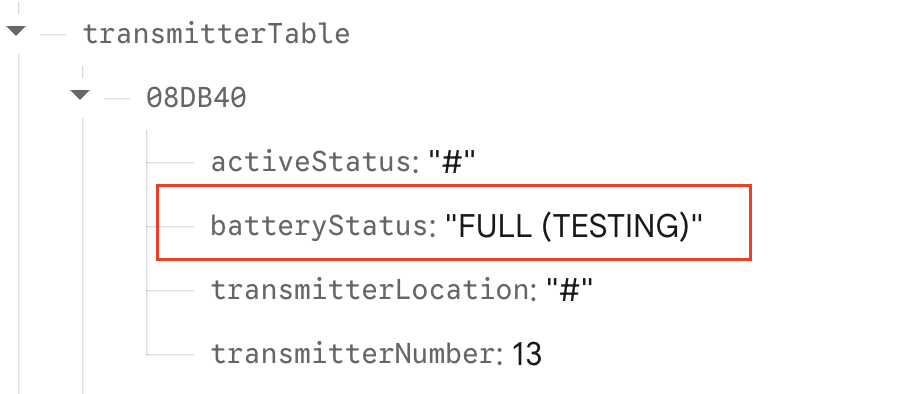 transmitterTable
08DB40
activeStatus: "#"
batteryStatus: "FULL (TESTING)"
transmitterLocation: "#"
transmitterNumber: 13